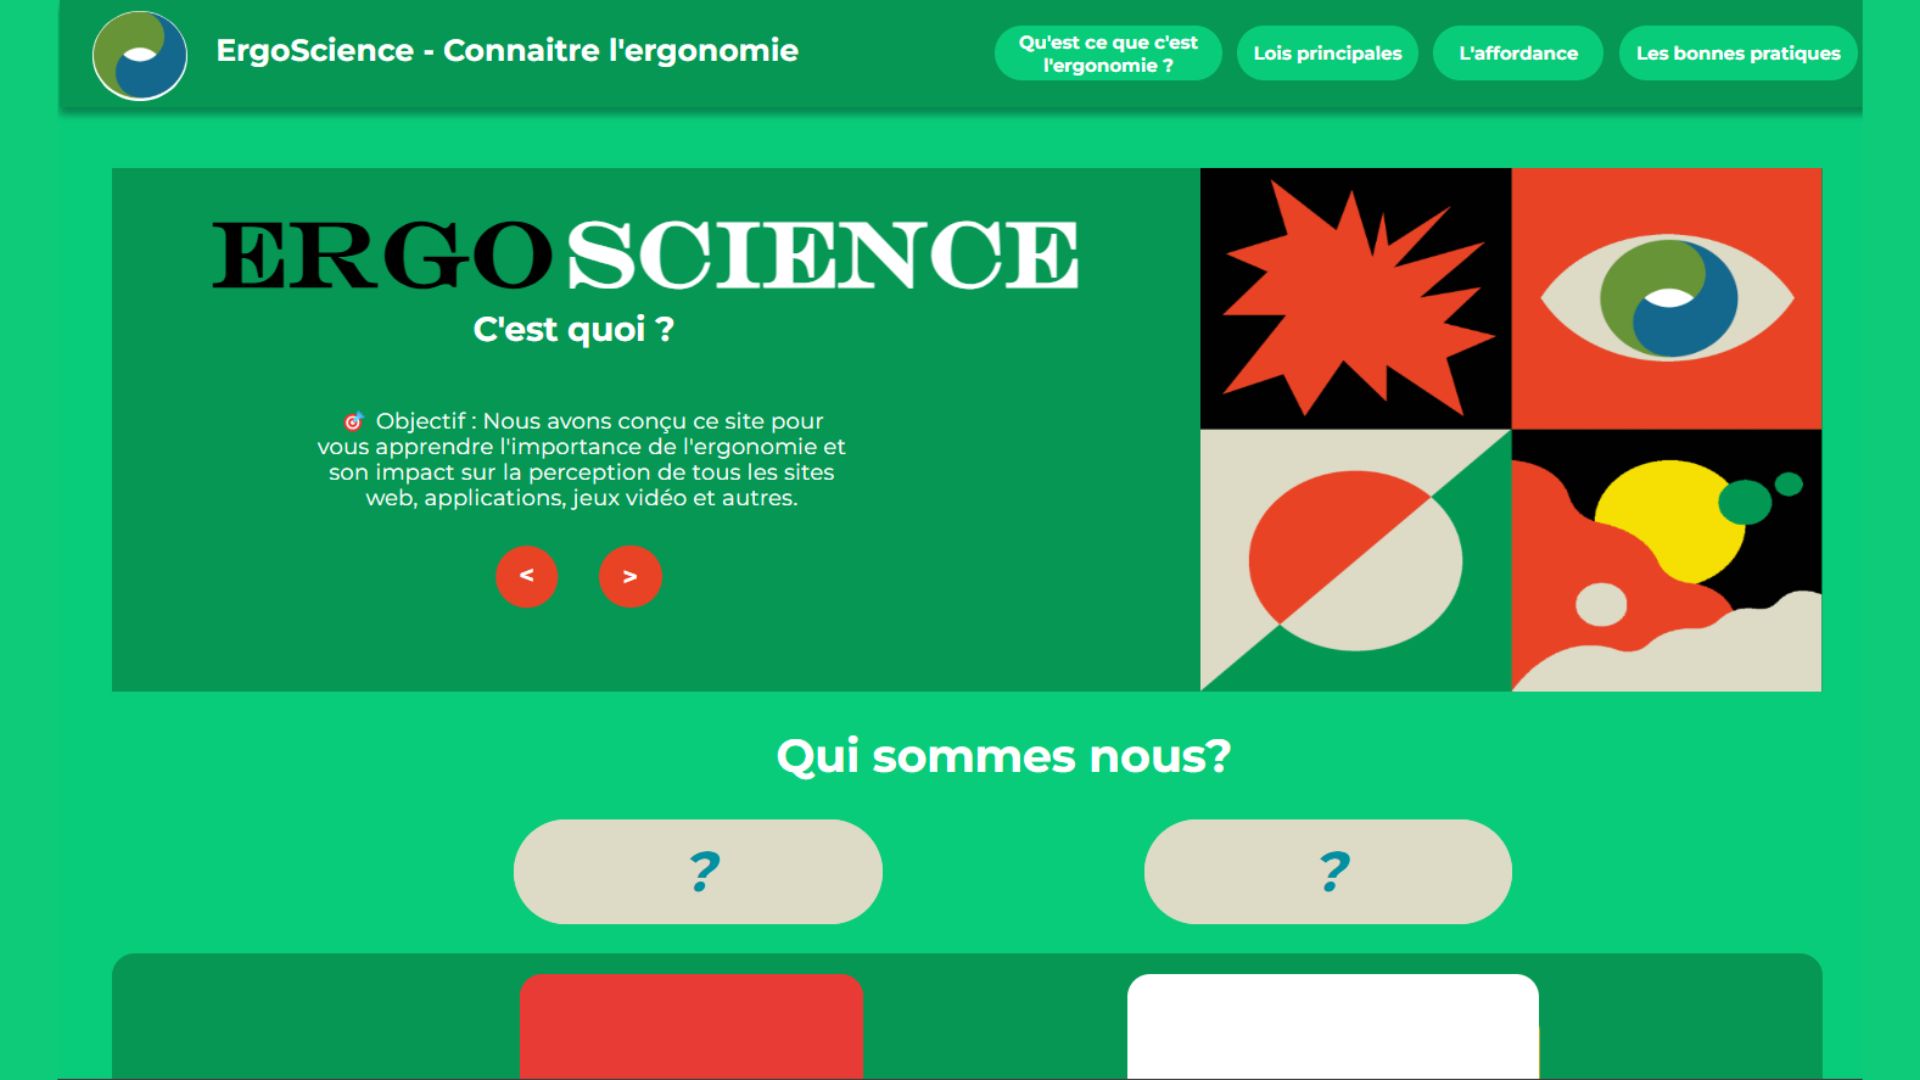 ErgoScience - Connaitre l'ergonomie
Qu'est ce que c'est
l'ergonomie ?
Lois principales
L'affordance
Les bonnes pratiques
ERGOSCIENCE
C'est quoi ?
🎯 Objectif : Nous avons conçu ce site pour
vous apprendre l'importance de l'ergonomie et
son impact sur la perception de tous les sites
web, applications, jeux vidéo et autres.
< >
Qui sommes nous?
? ?